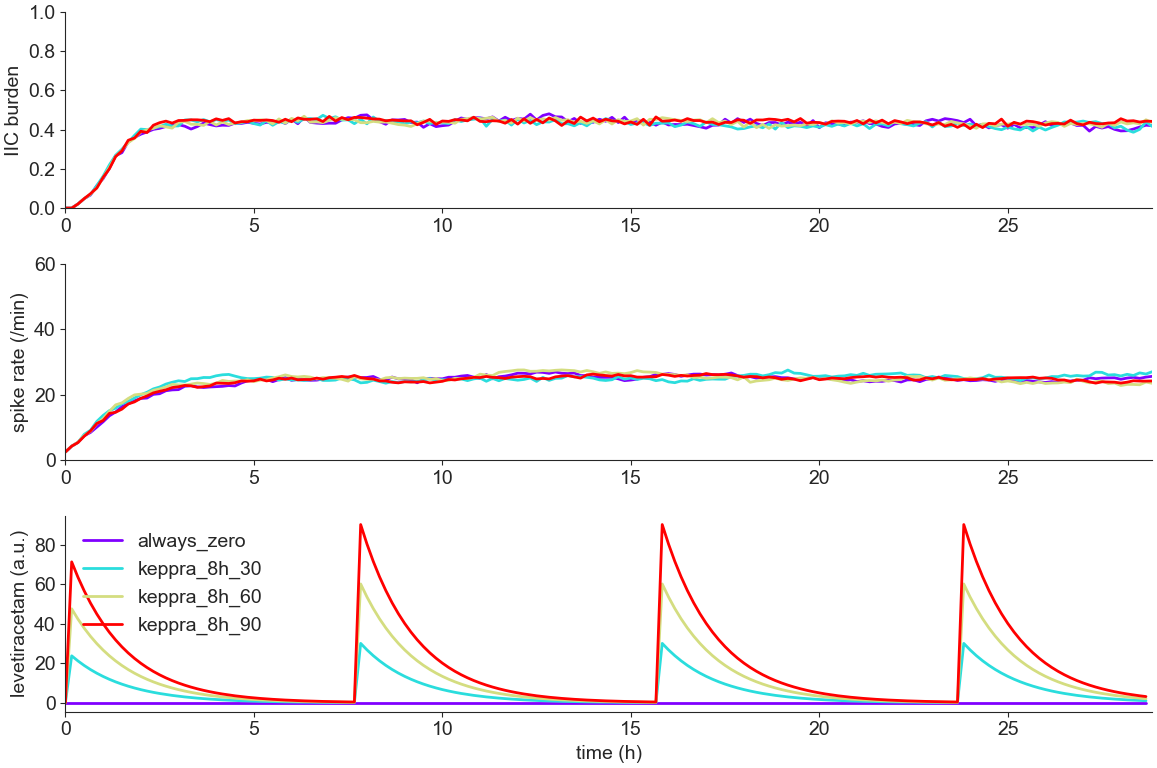 1.0
0.8
0.6
0.4
0.2
0.0
IIC burden
0 5 10 15 20 25
60
40
20
0
spike rate (/min)
0 5 10 15 20 25
80
60
40
20
0
levetiracetam (a.u.)
always_zero
keppra_8h_30
keppra_8h_60
keppra_8h_90
0 5 10 15 20 25
time (h)